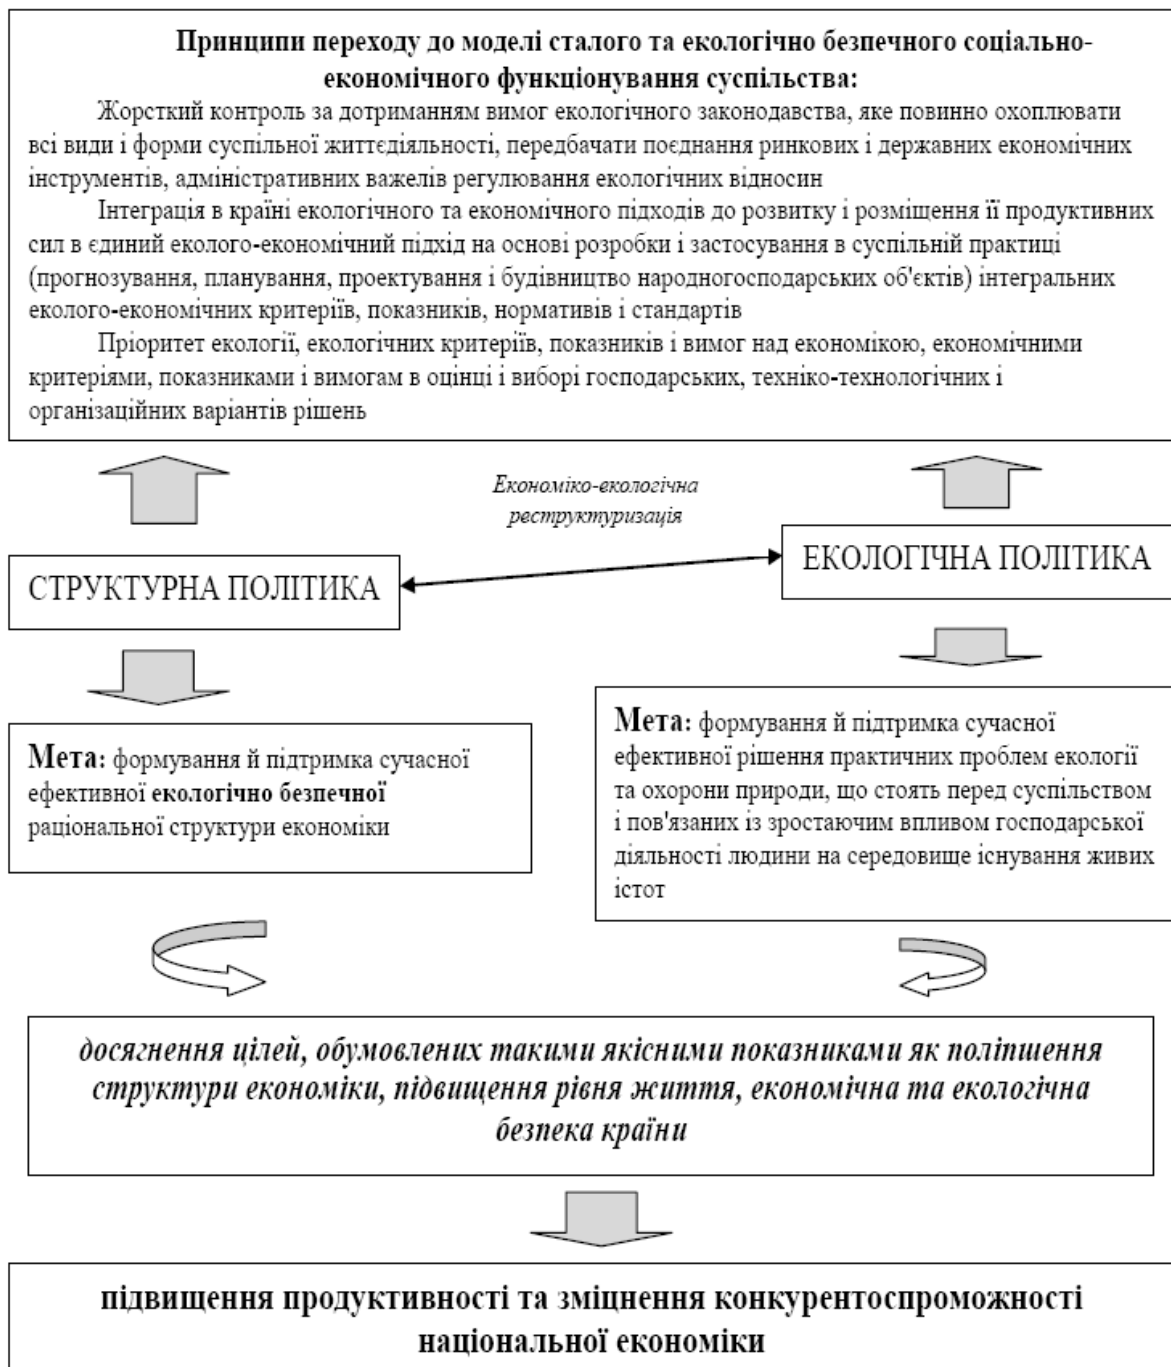 Принципи переходу до моделі сталого та екологічно безпечного соціально-
економічного функціонування суспільства:
Жорсткий контроль за дотриманням вимог екологічного законодавства, яке повинно охоплювати
всі види і форми суспільної життєдіяльності, передбачати поєднання ринкових і державних економічних
інструментів, адміністративних важелів регулювання екологічних відносин
Інтеграція в країні екологічного та економічного підходів до розвитку і розміщення її продуктивних
сил в єдиний еколого-економічний підхід на основі розробки і застосування в суспільній практиці
(прогнозування, планування, проектування і будівництво народногосподарських об'єктів) інтегральних
еколого-економічних критеріїв, показників, нормативів і стандартів
Пріоритет екології, екологічних критеріїв, показників і вимог над економікою, економічними
критеріями, показниками і вимогам в оцінці і виборі господарських, техніко-технологічних і
організаційних варіантів рішень
Економіко-екологічна
реструктуризація
СТРУКТУРНА ПОЛІТИКА
ЕКОЛОГІЧНА ПОЛІТИКА
Мета: формування й підтримка сучасної
ефективної екологічно безпечної
раціональної структури економіки
Мета: формування й підтримка сучасної
ефективної рішення практичних проблем екології
та охорони природи, що стоять перед суспільством
і пов'язаних із зростаючим впливом господарської
діяльності людини на середовище існування живих
істот
досягнення цілей, обумовлених такими якісними показниками як поліпшення
структури економіки, підвищення рівня життя, економічна та екологічна
безпека країни
підвищення продуктивності та зміцнення конкурентоспроможності
національної економіки